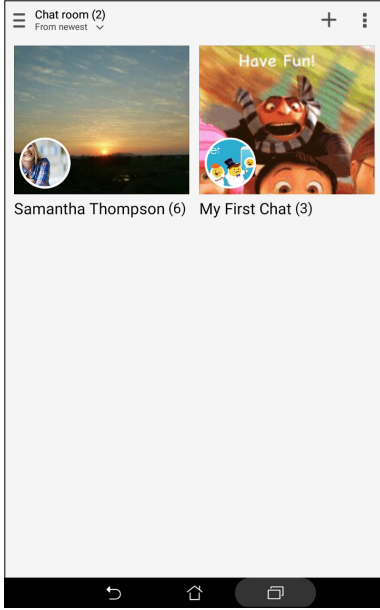 Chat room (2)
From newest
Have Fun!
Samantha Thompson (6)
My First Chat (3)